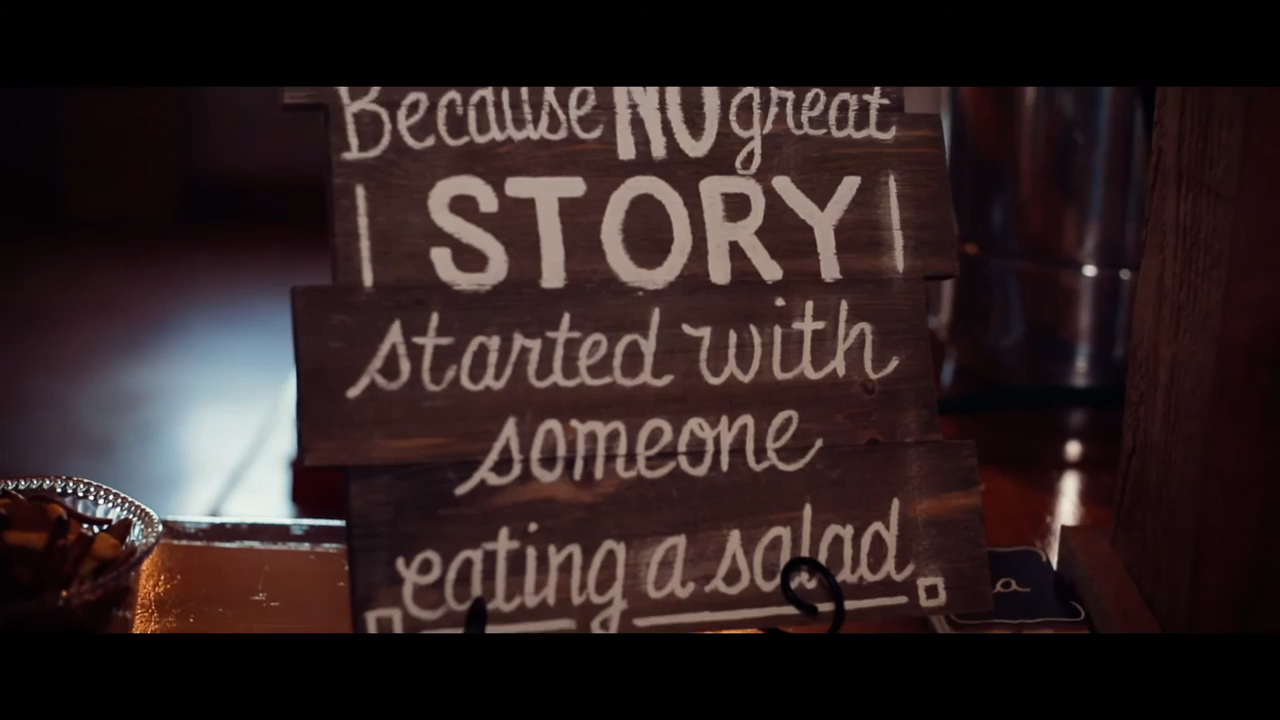 Because NO great
STORY
started with
someone
eating a salad
a